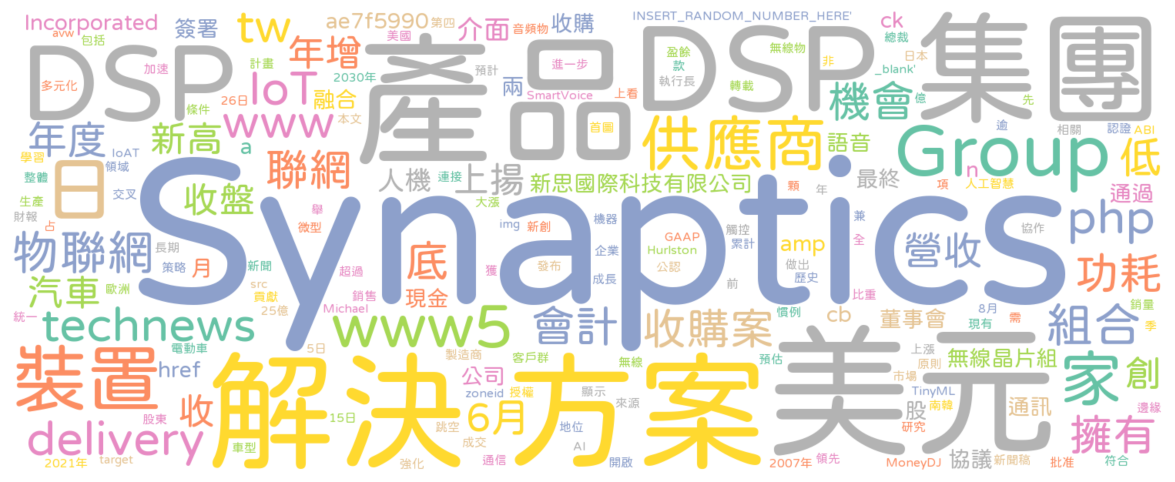 Incorporated
簽署
tw
ae7f5990
第四
美國
音頻物
介面
收購
INSERT_RANDOM_NUMBER_HERE'
ck
總裁
日本
avw
包括
加速
多元化
計畫
年增
2030年
預計
進一步
兩
SmartVoice
上看
盈餘
款
執行長
無線物
轉載
非
_blank'
億
先
DSP
產品
DSP
集團
IoT
融合
26日
條件
www
本文
首圖
機會
年度
新高
a
IoAT
領域
學習
整體
生產
交叉
供應商
語音
逾
相關
認證
ABI
低
Group
n
人工智慧
日
收盤
聯網
人機
連接
上揚
新思國際科技有限公司
最終
顆
年
項
通過
財報
占
Synaptics
舉
微型
大漲
img
新創
機器
企業
觸控
累計
GAAP
Hurlston
公認
兼
全
協作
php
物聯網
長期
策略
月
新聞
底
超過
獲
發布
成長
amp
做出
歷史
營收
功耗
汽車
歐洲
src
貢獻
25億
現金
銷售
Michael
前
慣例
比重
8月
現有
需
銷量
季
統一
technews
www5
會計
收購案
cb
董事會
組合
電動車
5日
製造商
客戶群
無線
預估
上漲
原則
無線晶片組
家
創
裝置
href
解決方案
公司
zoneid
授權
顯示
來源
美元
市場
TinyML
南韓
股
研究
通訊
邊緣
收
股東
15日
6月
跳空
成交
地位
擁有
delivery
車型
2021年
target
強化
通信
AI
開啟
2007年
領先
MoneyDJ
協議
新聞稿
批准
符合